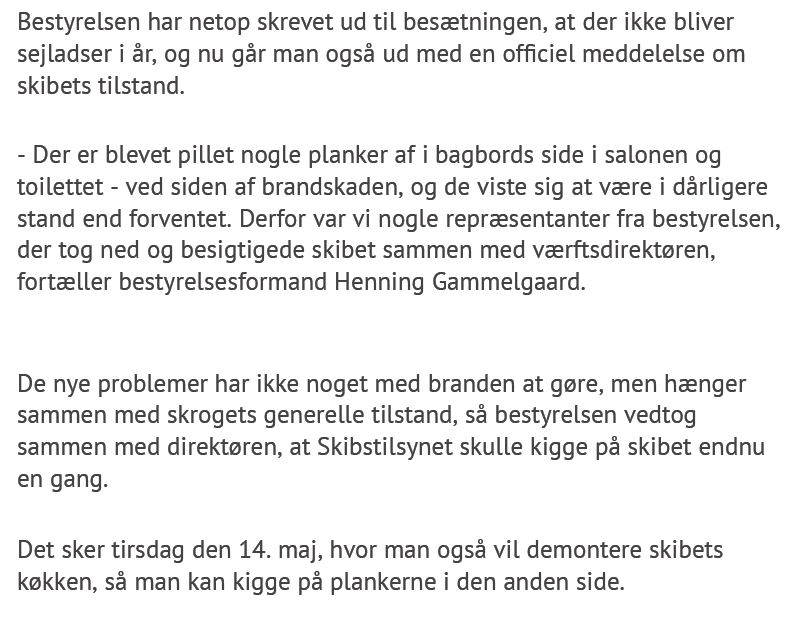 Bestyrelsen har netop skrevet ud til besætningen, at der ikke bliver
sejladser i år, og nu går man også ud med en officiel meddelelse om
skibets tilstand.
- Der er blevet pillet nogle planker af i bagbords side i salonen og
toilettet - ved siden af brandskaden, og de viste sig at være i dårligere
stand end forventet. Derfor var vi nogle repræsentanter fra bestyrelsen,
der tog ned og besigtigede skibet sammen med værftsdirektøren,
fortæller bestyrelsesformand Henning Gammelgaard.
De nye problemer har ikke noget med branden at gøre, men hænger
sammen med skrogets generelle tilstand, så bestyrelsen vedtog
sammen med direktøren, at Skibstilsynet skulle kigge på skibet endnu
en gang.
Det sker tirsdag den 14. maj, hvor man også vil demontere skibets
køkken, så man kan kigge på plankerne i den anden side.